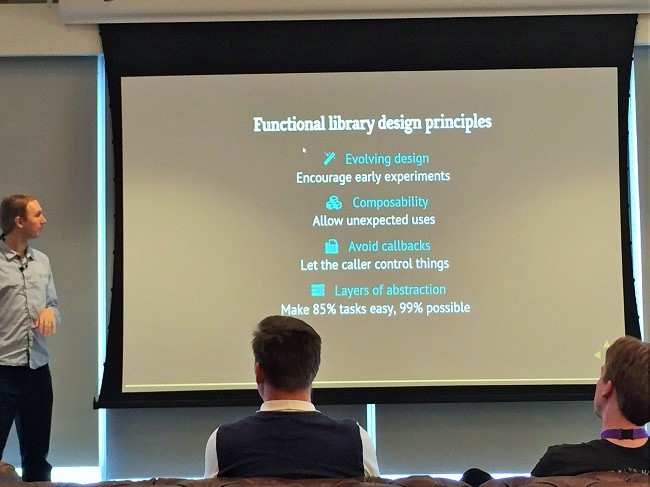 Functional library design principles
Evolving design
Encourage early experiments
Composability
Allow unexpected uses
Avoid callbacks
Let the caller control things
Layers of abstraction
Make 85% tasks easy, 99% possible